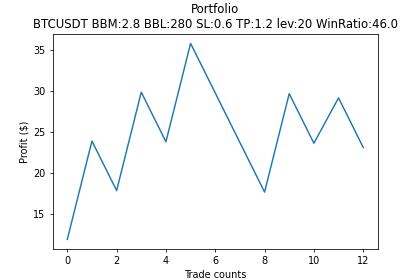 Portfolio
BTCUSDT BBM:2.8 BBL:280 SL:0.6 TP:1.2 lev:20 WinRatio:46.0
35
30
25
20
15
Profit ($)
0 2 4 6 8 10 12
Trade counts